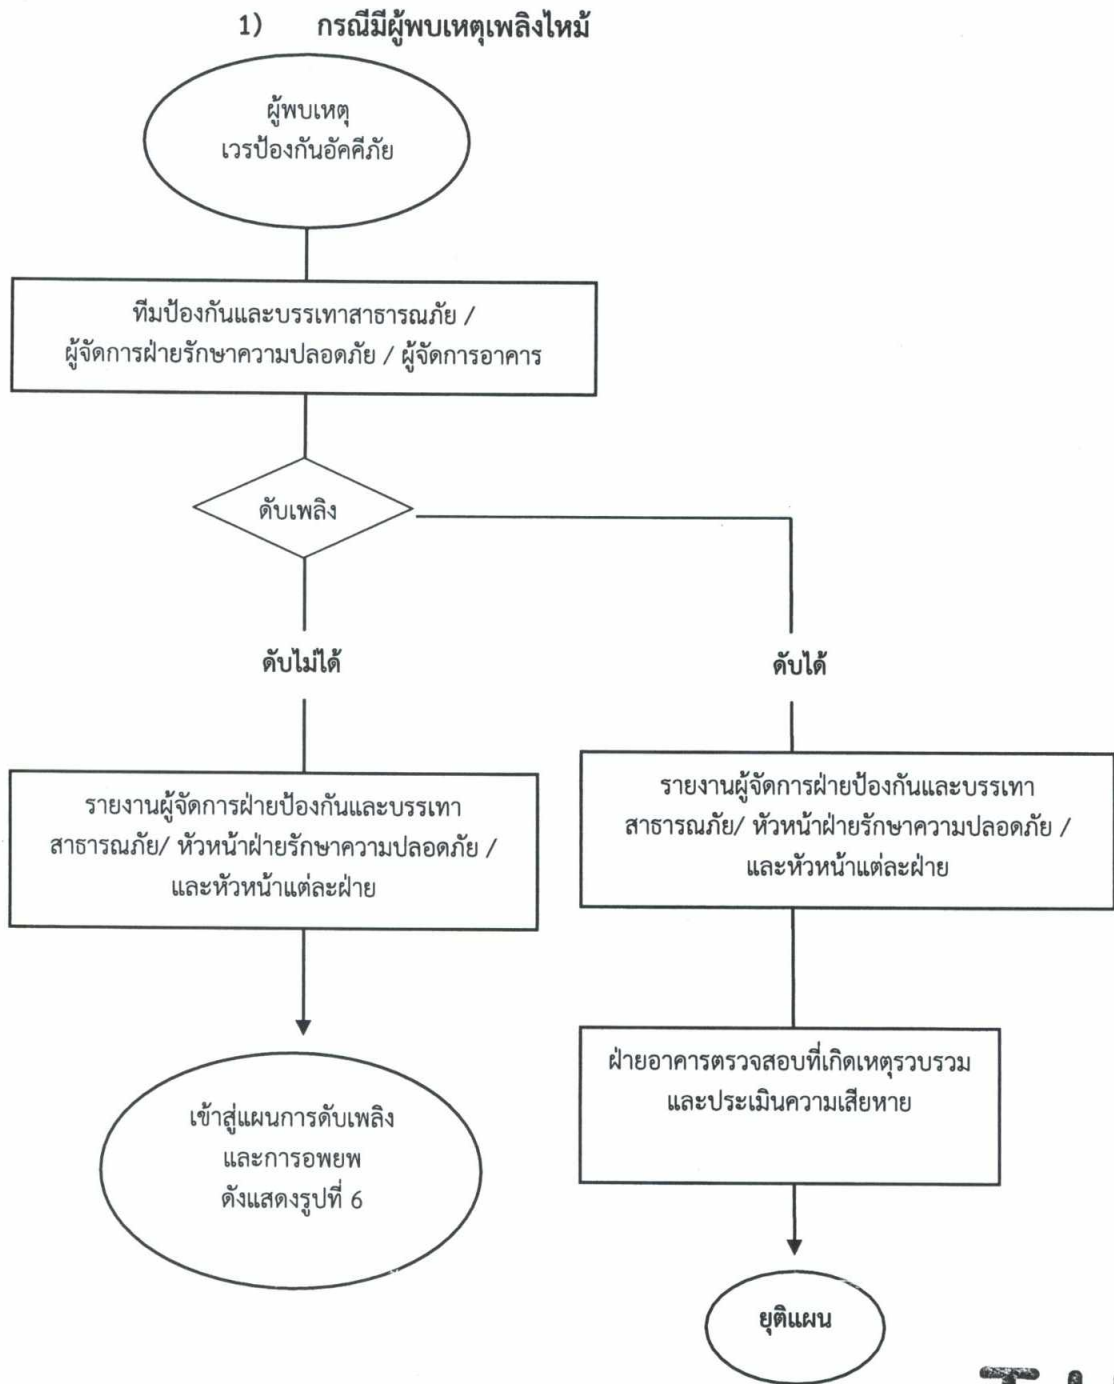 1) กรณีมีผู้พบเหตุเพลิงไหม้
ผู้พบเหตุ
เวรป้องกันอัคคีภัย
ทีมป้องกันและบรรเทาสาธารณภัย /
ผู้จัดการฝ่ายรักษาความปลอดภัย / ผู้จัดการอาคาร
ดับเพลิง
ดับไม่ได้
ดับได้
รายงานผู้จัดการฝ่ายป้องกันและบรรเทา
สาธารณภัย/ หัวหน้าฝ่ายรักษาความปลอดภัย /
และหัวหน้าแต่ละฝ่าย
รายงานผู้จัดการฝ่ายป้องกันและบรรเทา
สาธารณภัย/ หัวหน้าฝ่ายรักษาความปลอดภัย /
และหัวหน้าแต่ละฝ่าย
เข้าสู่แผนการดับเพลิง
และการอพยพ
ดังแสดงรูปที่ 6
ฝ่ายอาคารตรวจสอบที่เกิดเหตุรวบรวม
และประเมินความเสียหาย
ยุติแผน